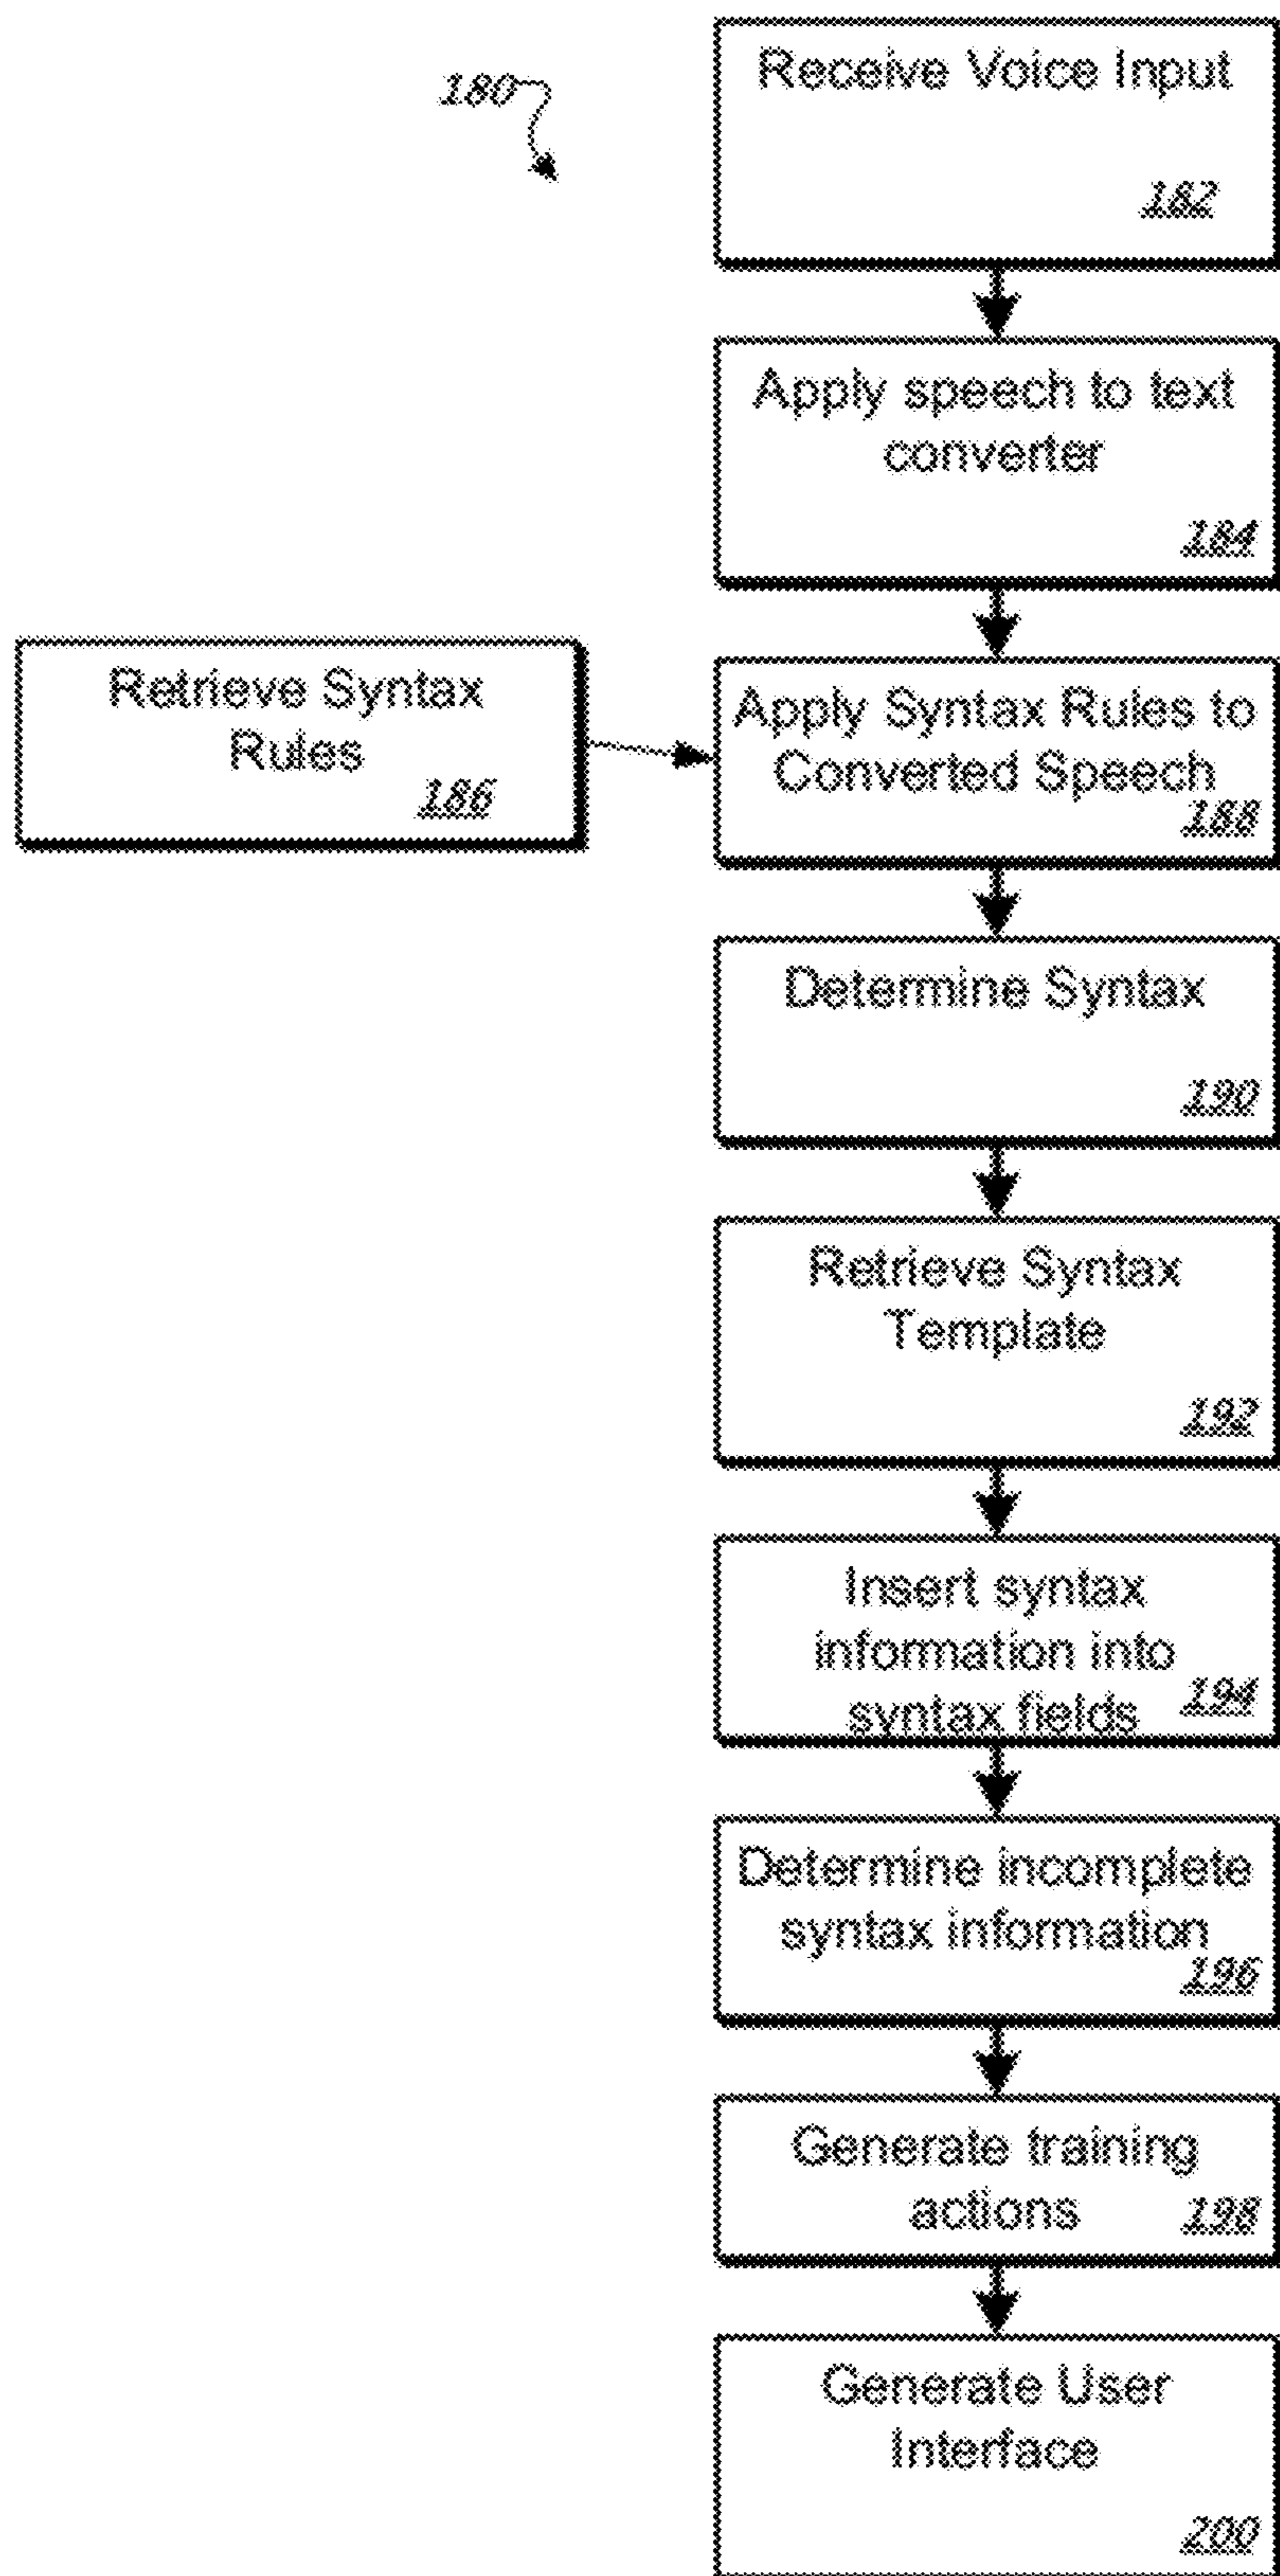 180
Receive Voice Input
182
Apply speech to text
converter
184
Retrieve Syntax
Rules
186
Apply Syntax Rules to
Converted Speech
188
Determine Syntax
190
Retrieve Syntax
Template
192
Insert syntax
information into
syntax fields
194
Determine incomplete
syntax information
196
Generate training
actions
198
Generate User
Interface
200